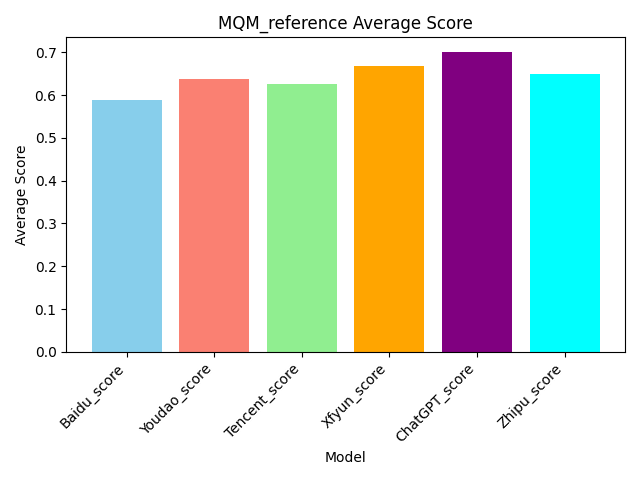 MQM_reference Average Score
Average Score
0.7
0.6
0.5
0.4
0.3
0.2
0.1
0.0
Baidu_score
Youdao_score
Tencent_score
Xfyun_score
ChatGPT_score
Zhipu_score
Model